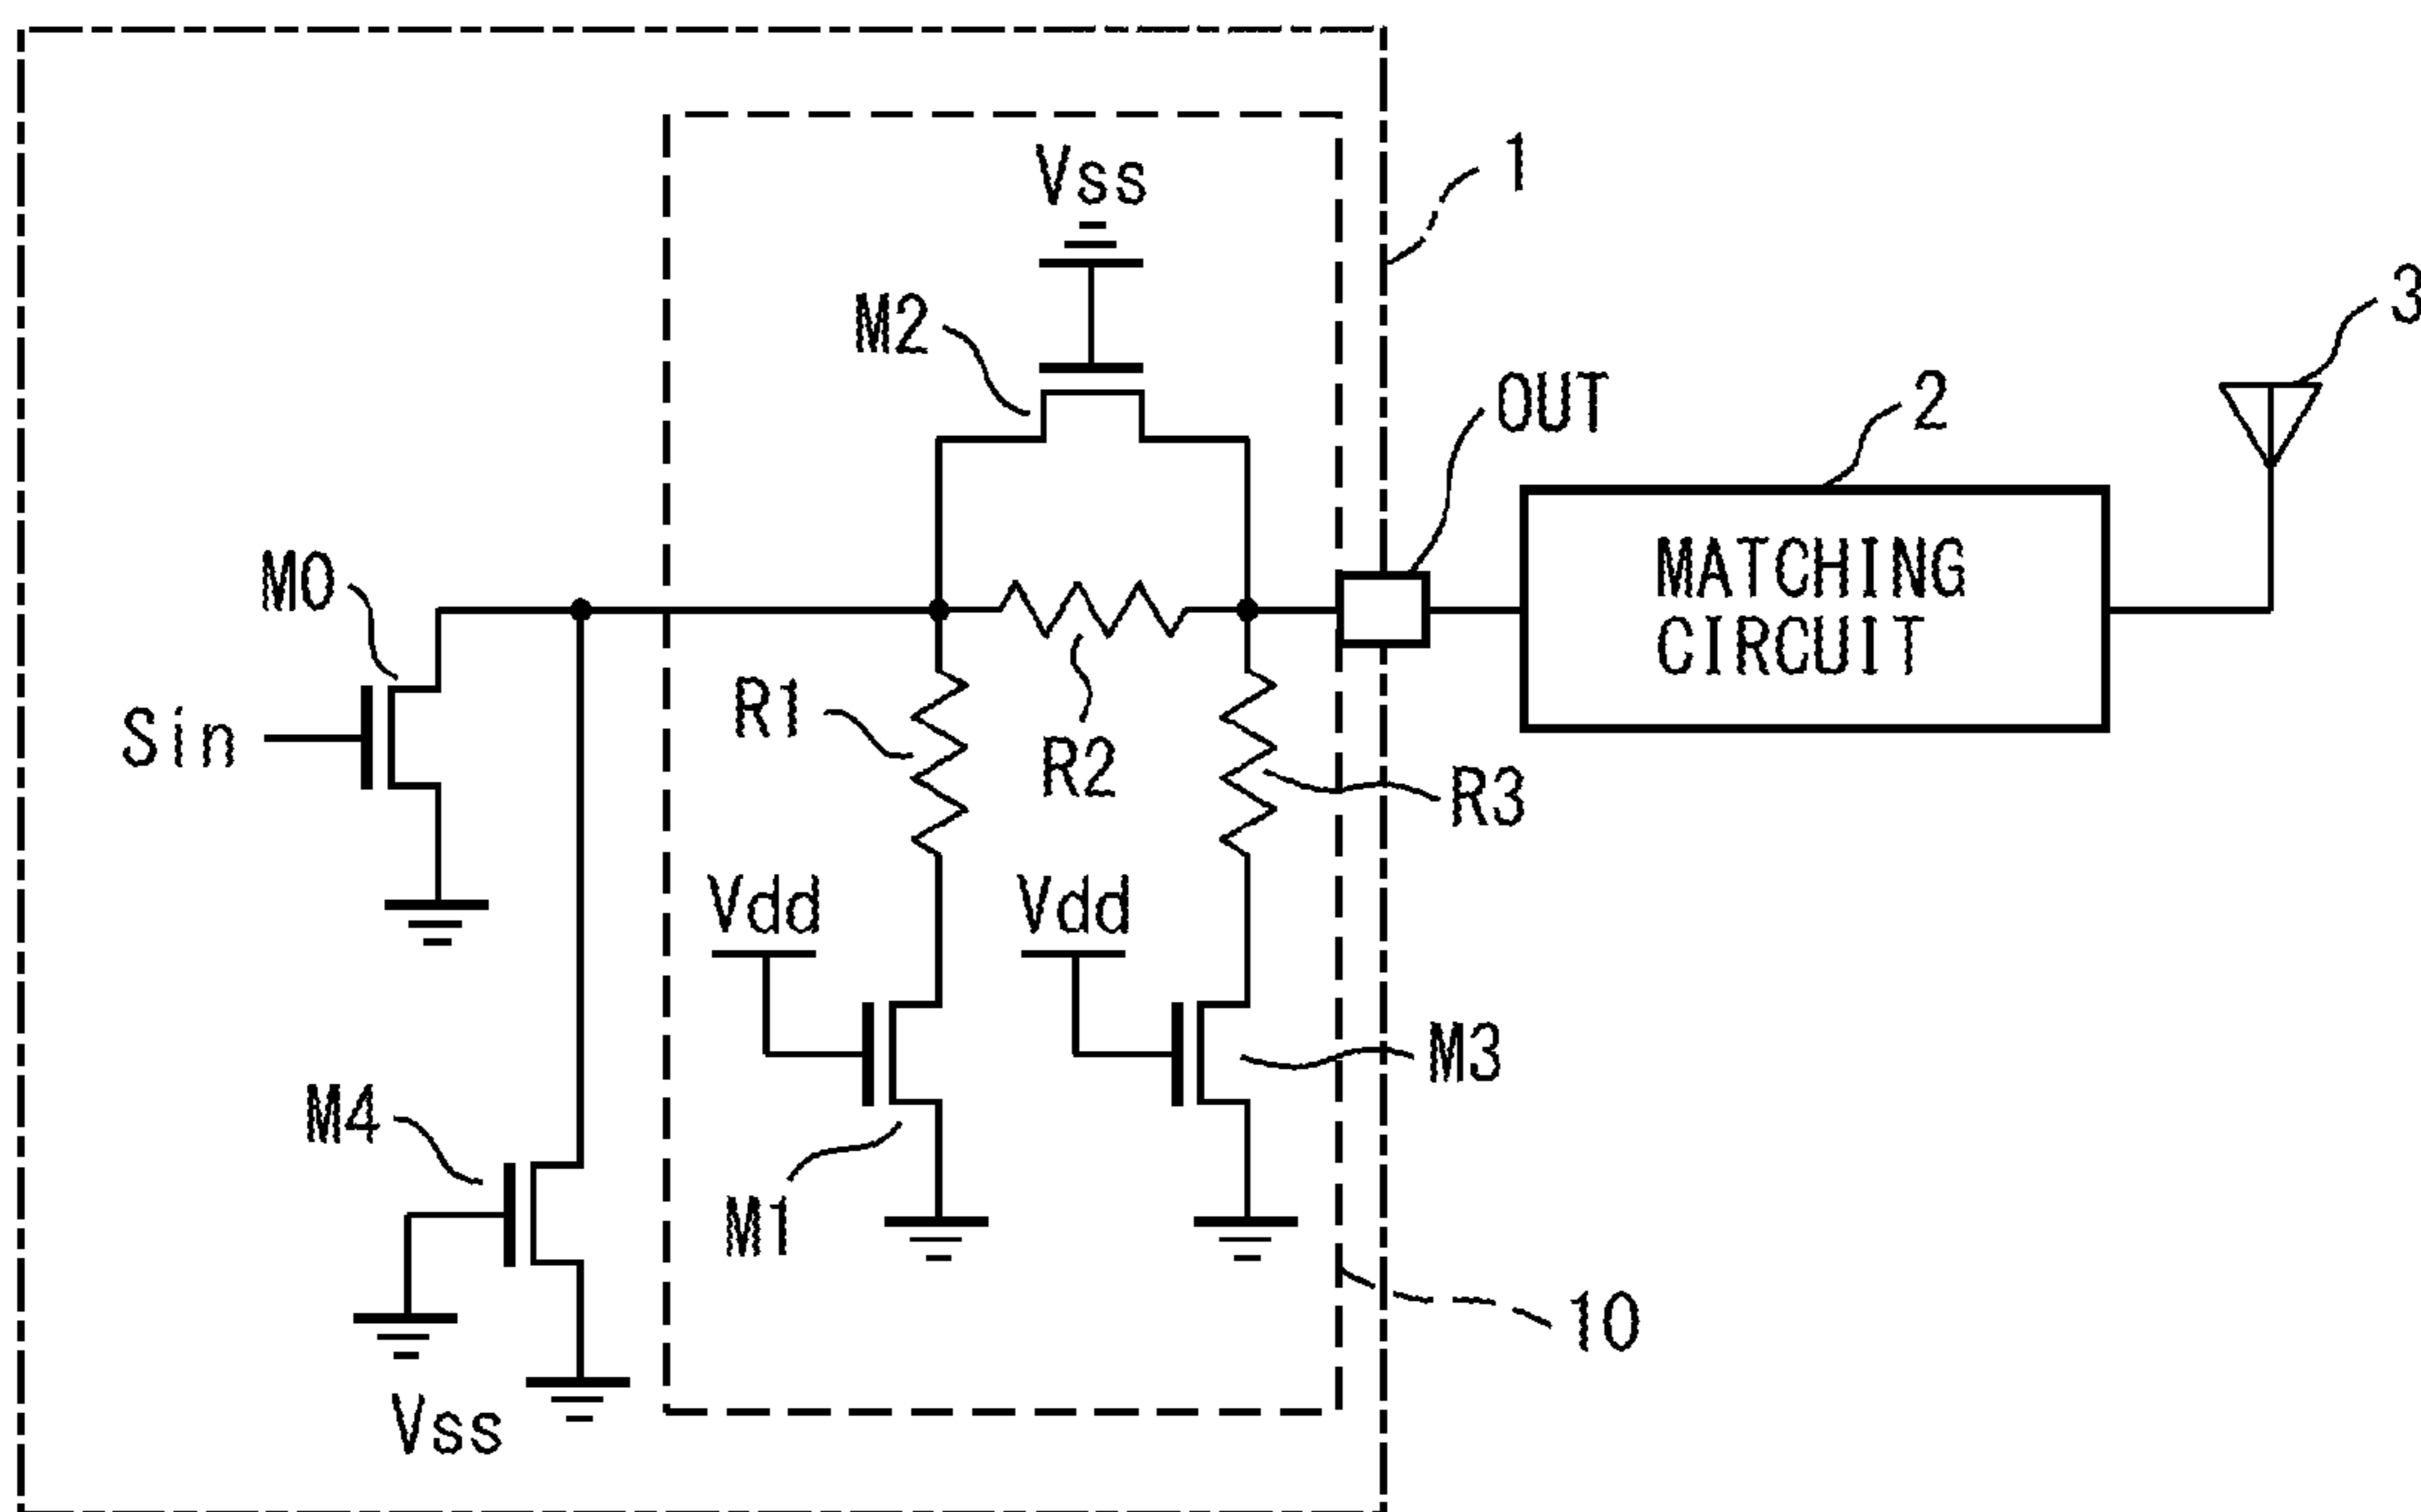 Vss
1
M2
3
OUT
2
M0
MATCHING
CIRCUIT
Sin
R1
R2
R3
Vdd
Vdd
M3
M4
M1
10
Vss